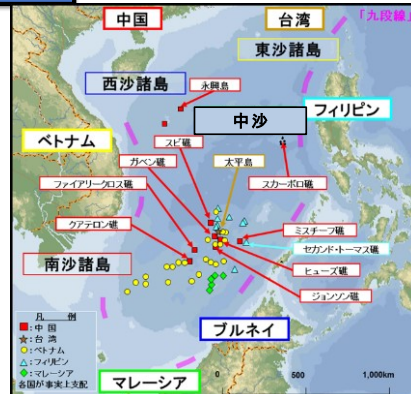 中国
台湾
「九段線」
東沙諸島
西沙諸島
永興島
中沙
フィリピン
ベトナム
スビ礁
ガベン礁
太平島
スカーボロ礁
ファイアリークロス礁
クアテロン礁
ミスチーフ礁
セカンド・トーマス礁
南沙諸島
ヒューズ礁
ジョンソン礁
ブルネイ
凡 例
:中 国
:台 湾
:ベトナム
:フィリピン
:マレーシア
各国が事実上支配
マレーシア
0 500 1,000km